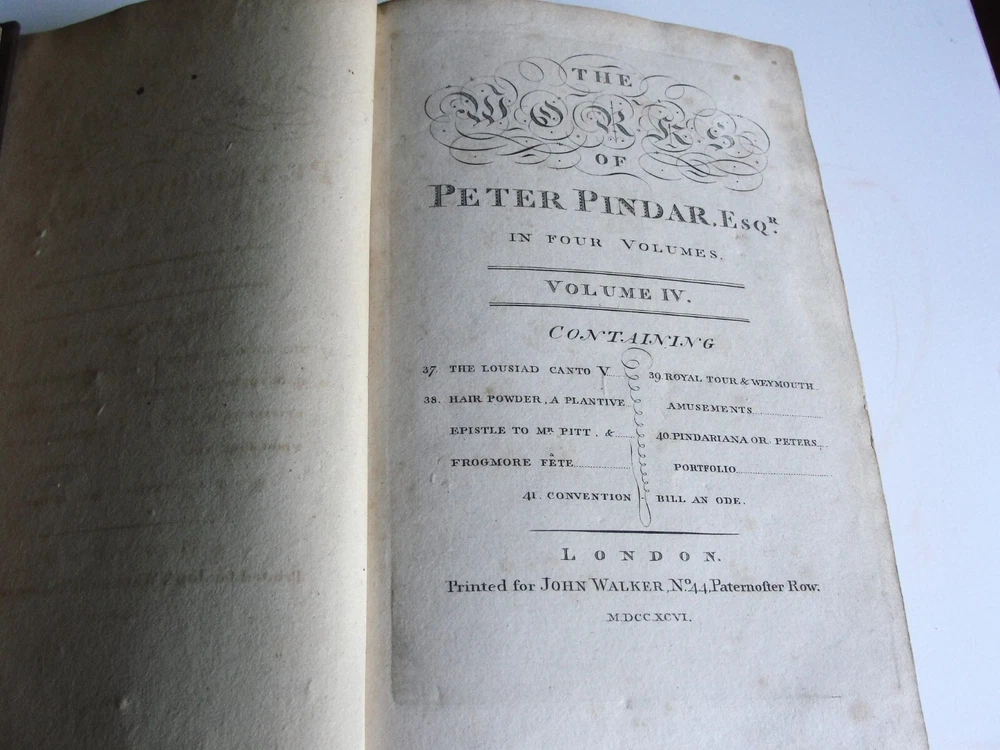 THE
WORKS
OF
PETER PINDAR, ESQR.
IN FOUR VOLUMES.
VOLUME IV.
CONTAINING
37. THE LOUSIAD CANTO V
38. HAIR POWDER, A PLANTIVE
EPISTLE TO MR. PITT. &
FROGMORE FÊTE
39. ROYAL TOUR & WEYMOUTH
AMUSEMENTS
40. PINDARIANA OR PETERS
PORTFOLIO
41. CONVENTION BILL AN ODE.
LONDON.
Printed for JOHN WALKER, No. 44, Paternoſter Row.
MDCCXCVI.